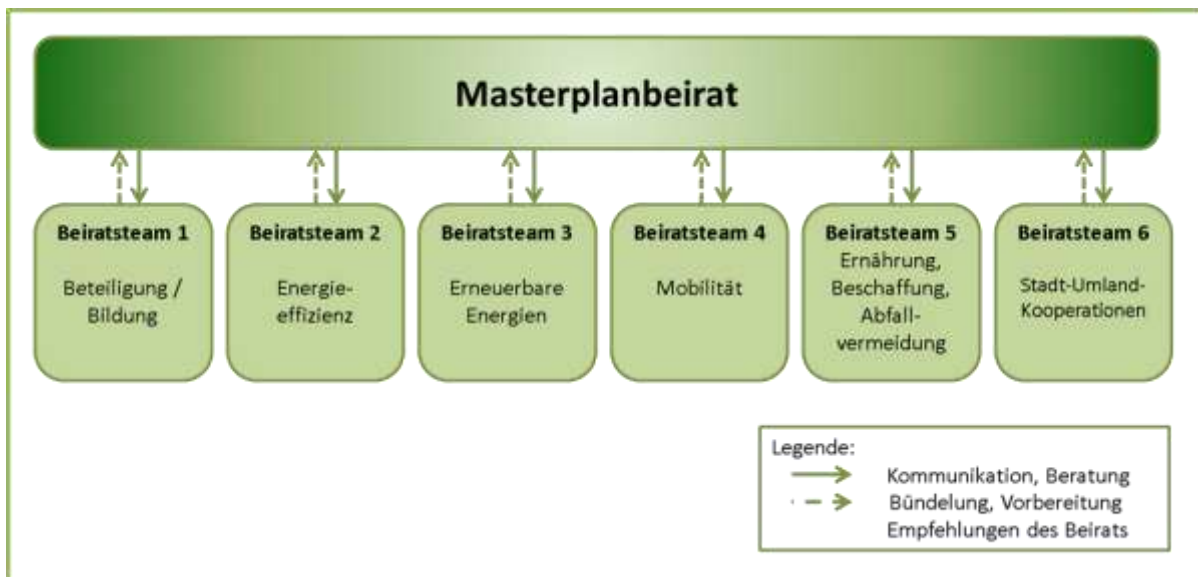 Masterplanbeirat
Beiratsteam 1
Beteiligung /
Bildung
Beiratsteam 2
Energie-
effizienz
Beiratsteam 3
Erneuerbare
Energien
Beiratsteam 4
Mobilität
Beiratsteam 5
Ernährung,
Beschaffung,
Abfall-
vermeidung
Beiratsteam 6
Stadt-Umland-
Kooperationen
Legende:
Kommunikation, Beratung
Bündelung, Vorbereitung
Empfehlungen des Beirats